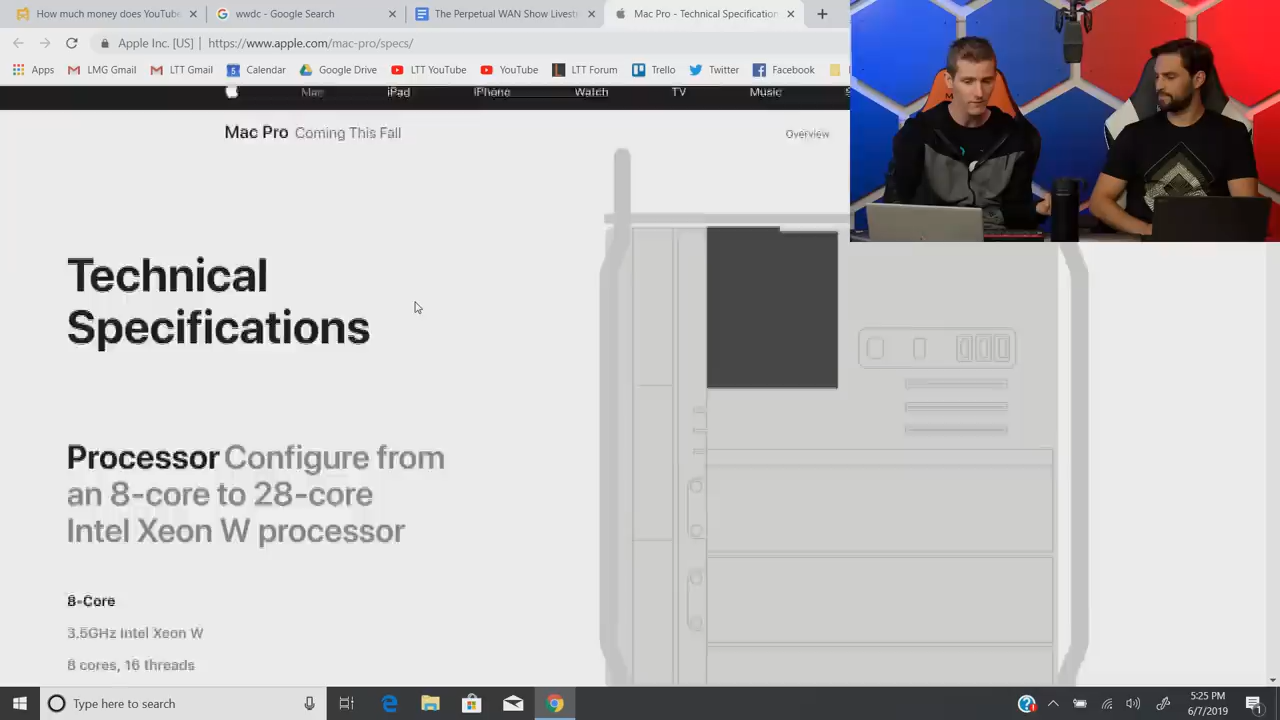 How much money does YouTube
wwdc - Google Search
The Perpetual WAN Show Livestr
Mac Pro - Technical Specification
Apple Inc. [US]
https://www.apple.com/mac-pro/specs/
Apps
LMG Gmail
LTT Gmail
Calendar
Google Drive
LTT YouTube
YouTube
LTT Forum
Trello
Twitter
Facebook
Mac
iPad
iPhone
Watch
TV
Music
Mac Pro Coming This Fall
Overview
Technical
Specifications
Processor Configure from
an 8-core to 28-core
Intel Xeon W processor
8-Core
3.5GHz Intel Xeon W
8 cores, 16 threads
Type here to search
5:25 PM
6/7/2019